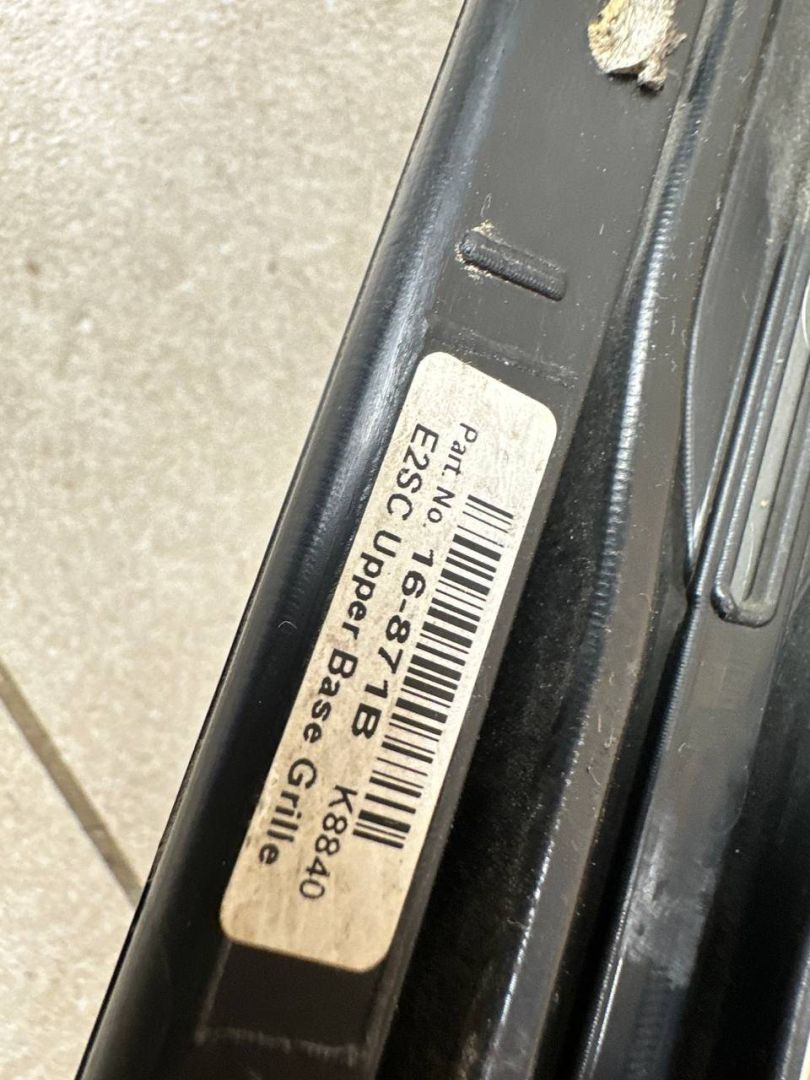 Part. No. 16-871B K8840
E2SC Upper Base Grille